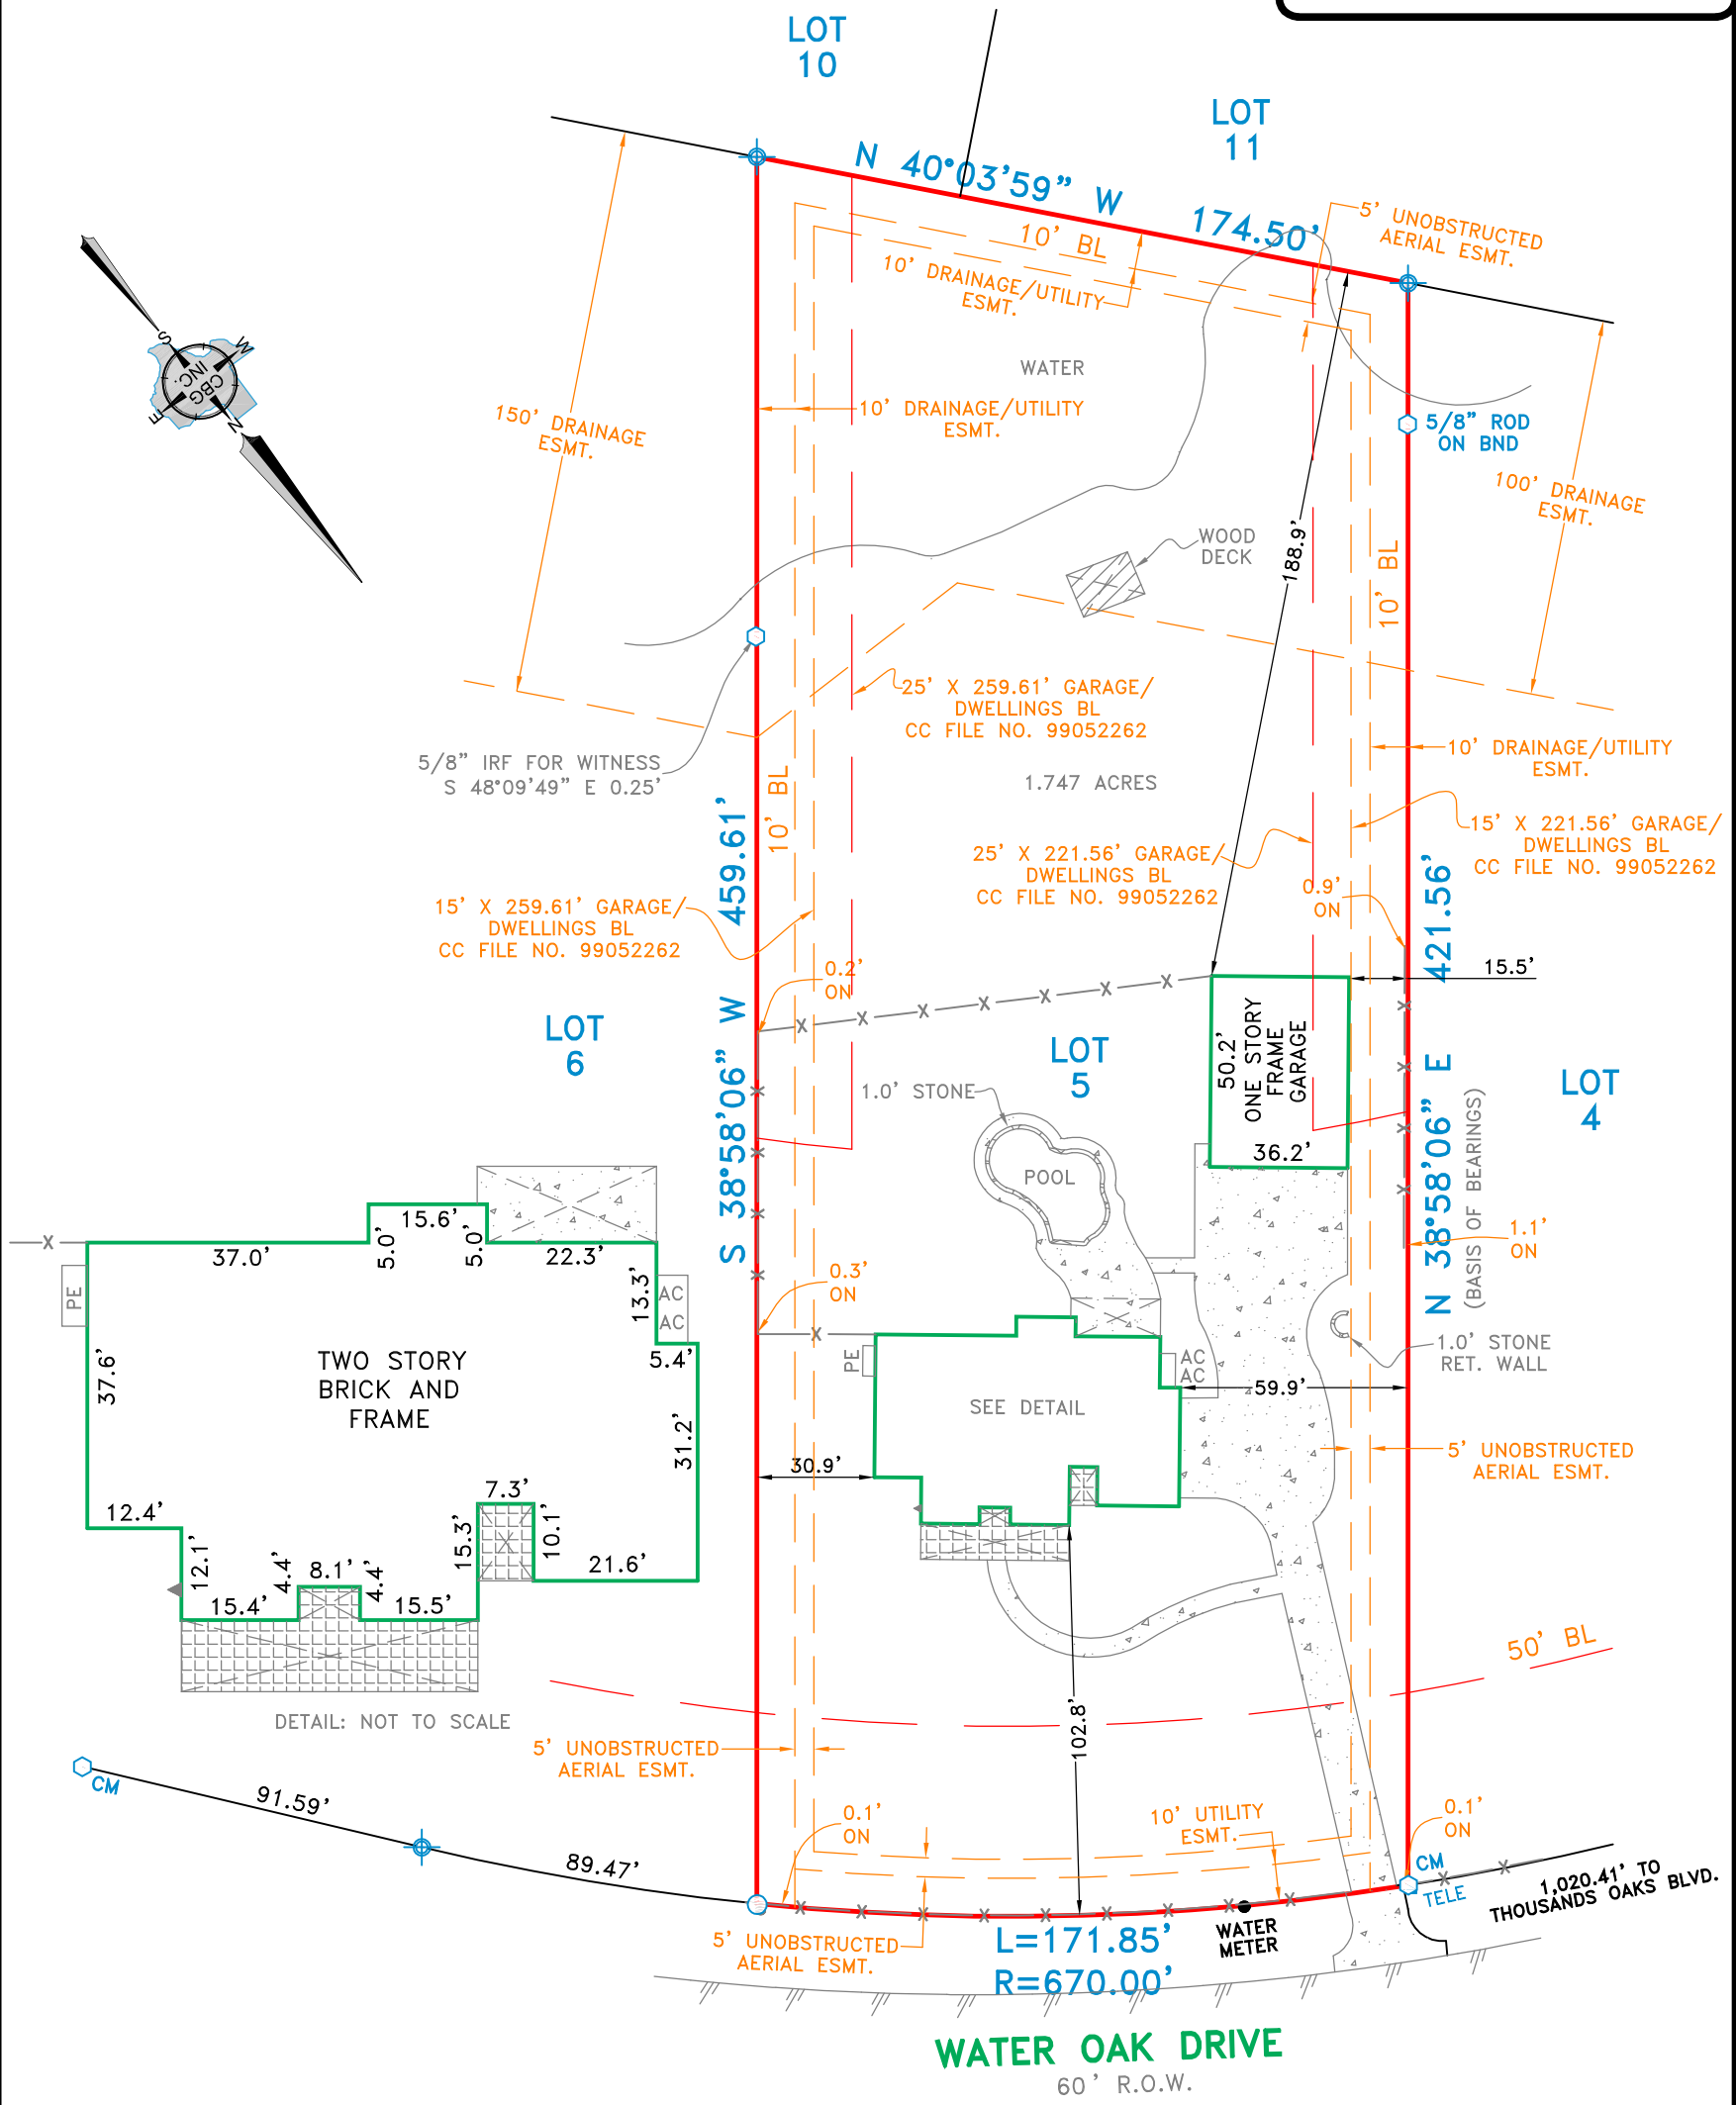 LOT
10
LOT
11
N 40°03'59" W 174.50'
5' UNOBSTRUCTED
AERIAL ESMT.
10' BL
10' DRAINAGE/UTILITY
ESMT.
S
W
CBG
INC.
E
N
150' DRAINAGE
ESMT.
WATER
10' DRAINAGE/UTILITY
ESMT.
5/8" ROD
ON BND
100' DRAINAGE
ESMT.
WOOD
DECK
188.9'
10' BL
25' X 259.61' GARAGE/
DWELLINGS BL
CC FILE NO. 99052262
5/8" IRF FOR WITNESS
S 48°09'49" E 0.25'
10' BL
1.747 ACRES
10' DRAINAGE/UTILITY
ESMT.
15' X 221.56' GARAGE/
DWELLINGS BL
CC FILE NO. 99052262
25' X 221.56' GARAGE/
DWELLINGS BL
CC FILE NO. 99052262
0.9'
ON
15' X 259.61' GARAGE/
DWELLINGS BL
CC FILE NO. 99052262
S 38°58'06" W 459.61'
N 38°58'06" E 421.56'
(BASIS OF BEARINGS)
0.2'
ON
15.5'
LOT
6
LOT
5
LOT
4
50.2'
ONE STORY
FRAME
GARAGE
36.2'
1.0' STONE
POOL
15.6'
37.0'
5.0'
5.0'
22.3'
13.3'
AC
AC
PE
5.4'
37.6'
TWO STORY
BRICK AND
FRAME
31.2'
12.4'
7.3'
12.1'
15.3'
10.1'
21.6'
4.4'
8.1'
4.4'
15.4'
15.5'
DETAIL: NOT TO SCALE
0.3'
ON
1.1'
ON
1.0' STONE
RET. WALL
PE
AC
AC
59.9'
SEE DETAIL
30.9'
5' UNOBSTRUCTED
AERIAL ESMT.
50' BL
102.8'
5' UNOBSTRUCTED
AERIAL ESMT.
CM
91.59'
89.47'
0.1'
ON
10' UTILITY
ESMT.
0.1'
ON
CM
TELE
1,020.41' TO
THOUSANDS OAKS BLVD.
WATER
METER
5' UNOBSTRUCTED
AERIAL ESMT.
L=171.85'
R=670.00'
WATER OAK DRIVE
60' R.O.W.